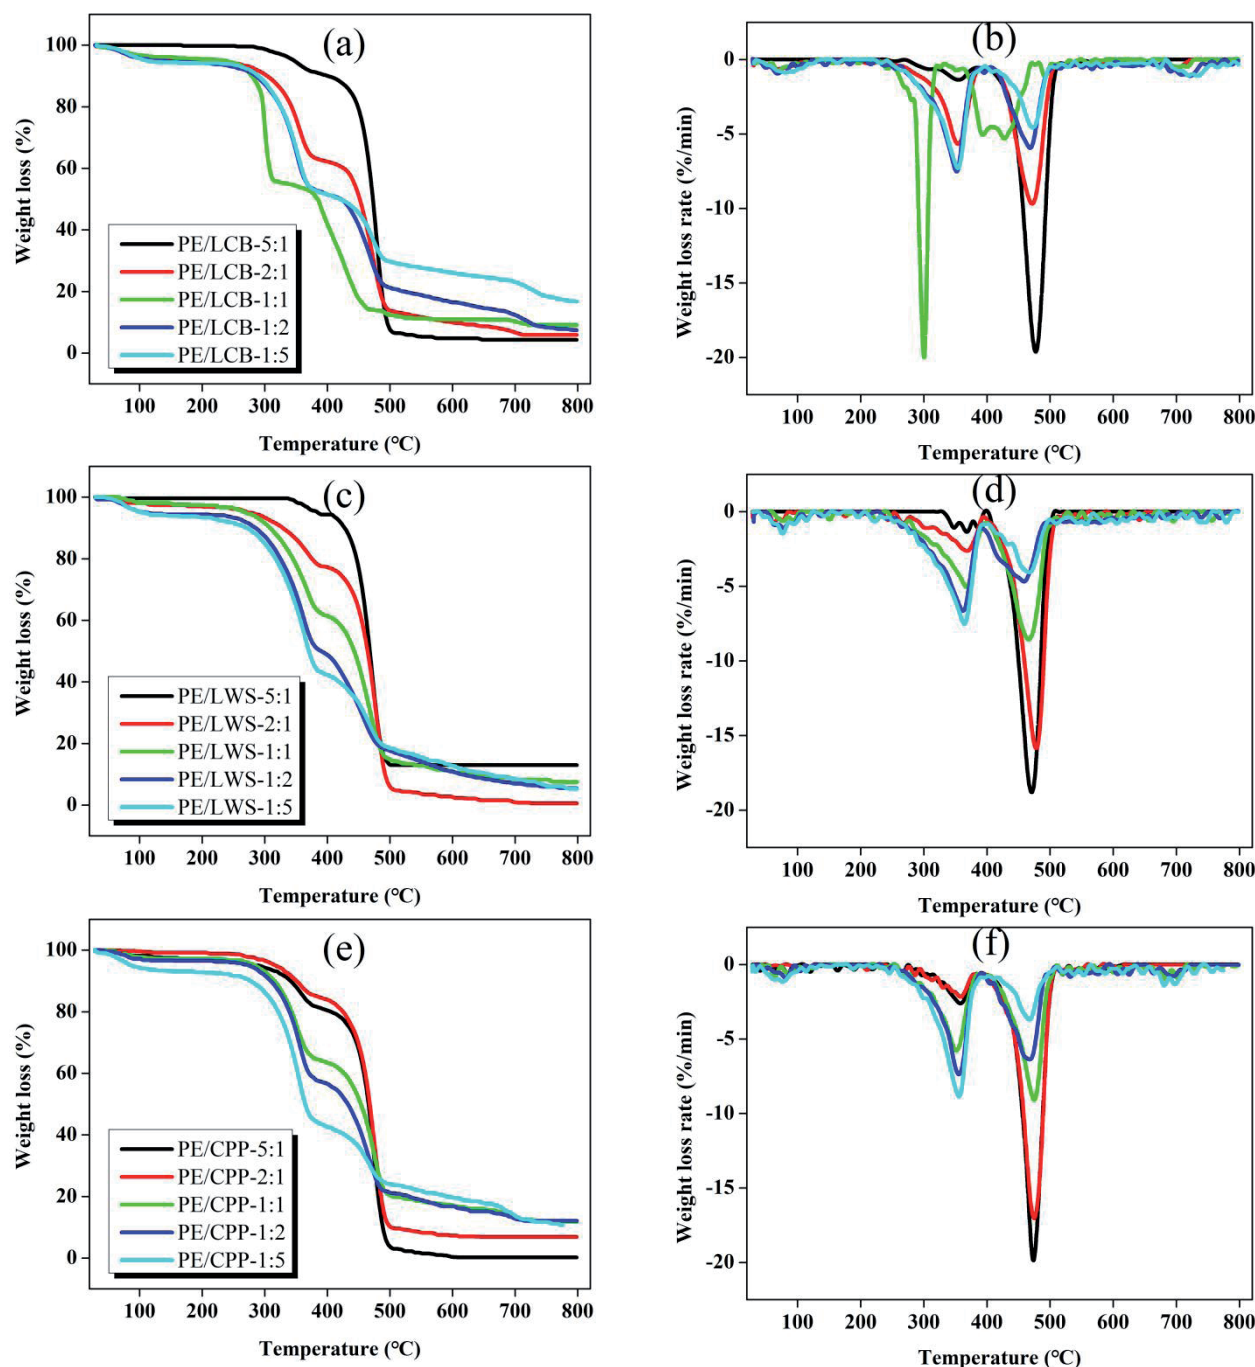 (a)
Weight loss (%)
100
80
60
40
20
0
PE/LCB-5:1
PE/LCB-2:1
PE/LCB-1:1
PE/LCB-1:2
PE/LCB-1:5
100 200 300 400 500 600 700 800
Temperature (°C)
(b)
Weight loss rate (%/min)
0
-5
-10
-15
-20
100 200 300 400 500 600 700 800
Temperature (°C)
(c)
Weight loss (%)
100
80
60
40
20
0
PE/LWS-5:1
PE/LWS-2:1
PE/LWS-1:1
PE/LWS-1:2
PE/LWS-1:5
100 200 300 400 500 600 700 800
Temperature (°C)
(d)
Weight loss rate (%/min)
0
-5
-10
-15
-20
100 200 300 400 500 600 700 800
Temperature (°C)
(e)
Weight loss (%)
100
80
60
40
20
0
PE/CPP-5:1
PE/CPP-2:1
PE/CPP-1:1
PE/CPP-1:2
PE/CPP-1:5
100 200 300 400 500 600 700 800
Temperature (°C)
(f)
Weight loss rate (%/min)
0
-5
-10
-15
-20
100 200 300 400 500 600 700 800
Temperature (°C)